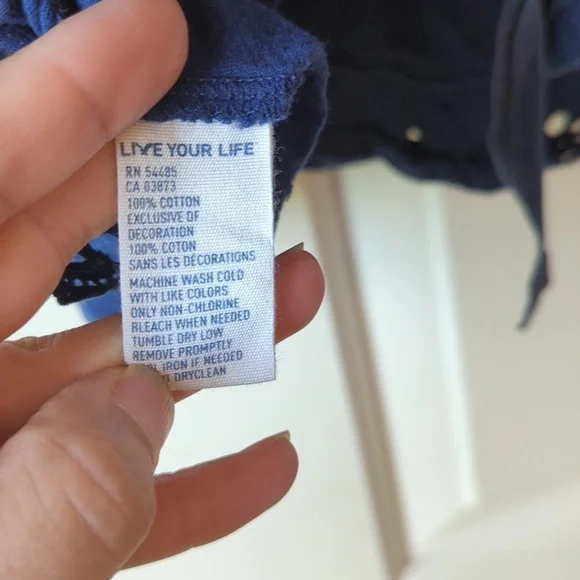 LIVE YOUR LIFE
RN 54485
CA 03873
100% COTTON
EXCLUSIVE OF
DECORATION
100% COTON
SANS LES DÉCORATIONS
MACHINE WASH COLD
WITH LIKE COLORS
ONLY NON-CHLORINE
BLEACH WHEN NEEDED
TUMBLE DRY LOW
REMOVE PROMPTLY
IRON IF NEEDED
DRYCLEAN